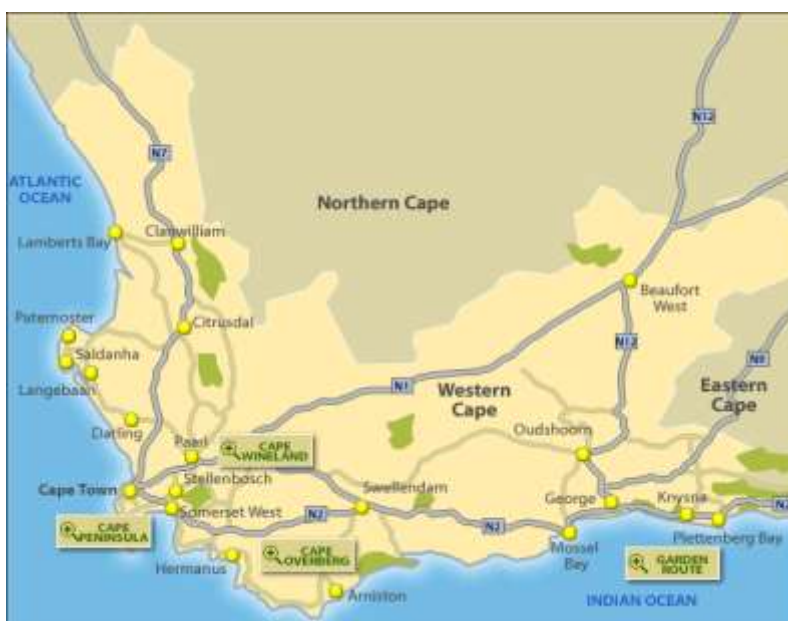 N12
N7
ATLANTIC
OCEAN
Northern Cape
Lamberts Bay
Clanwilliam
Beaufort
West
Paternoster
Citrusdal
N12
Saldanha
N9
Langebaan
N1
Western
Cape
Eastern
Cape
Darling
Oudshoorn
Paarl
CAPE
WINELAND
Cape Town
Stellenbosch
Swellendam
George
Knysna
Somerset West
N2
N2
N2
CAPE
PENINSULA
Hermanus
CAPE
OVERBERG
Mossel
Bay
Plettenberg Bay
GARDEN
ROUTE
Arniston
INDIAN OCEAN